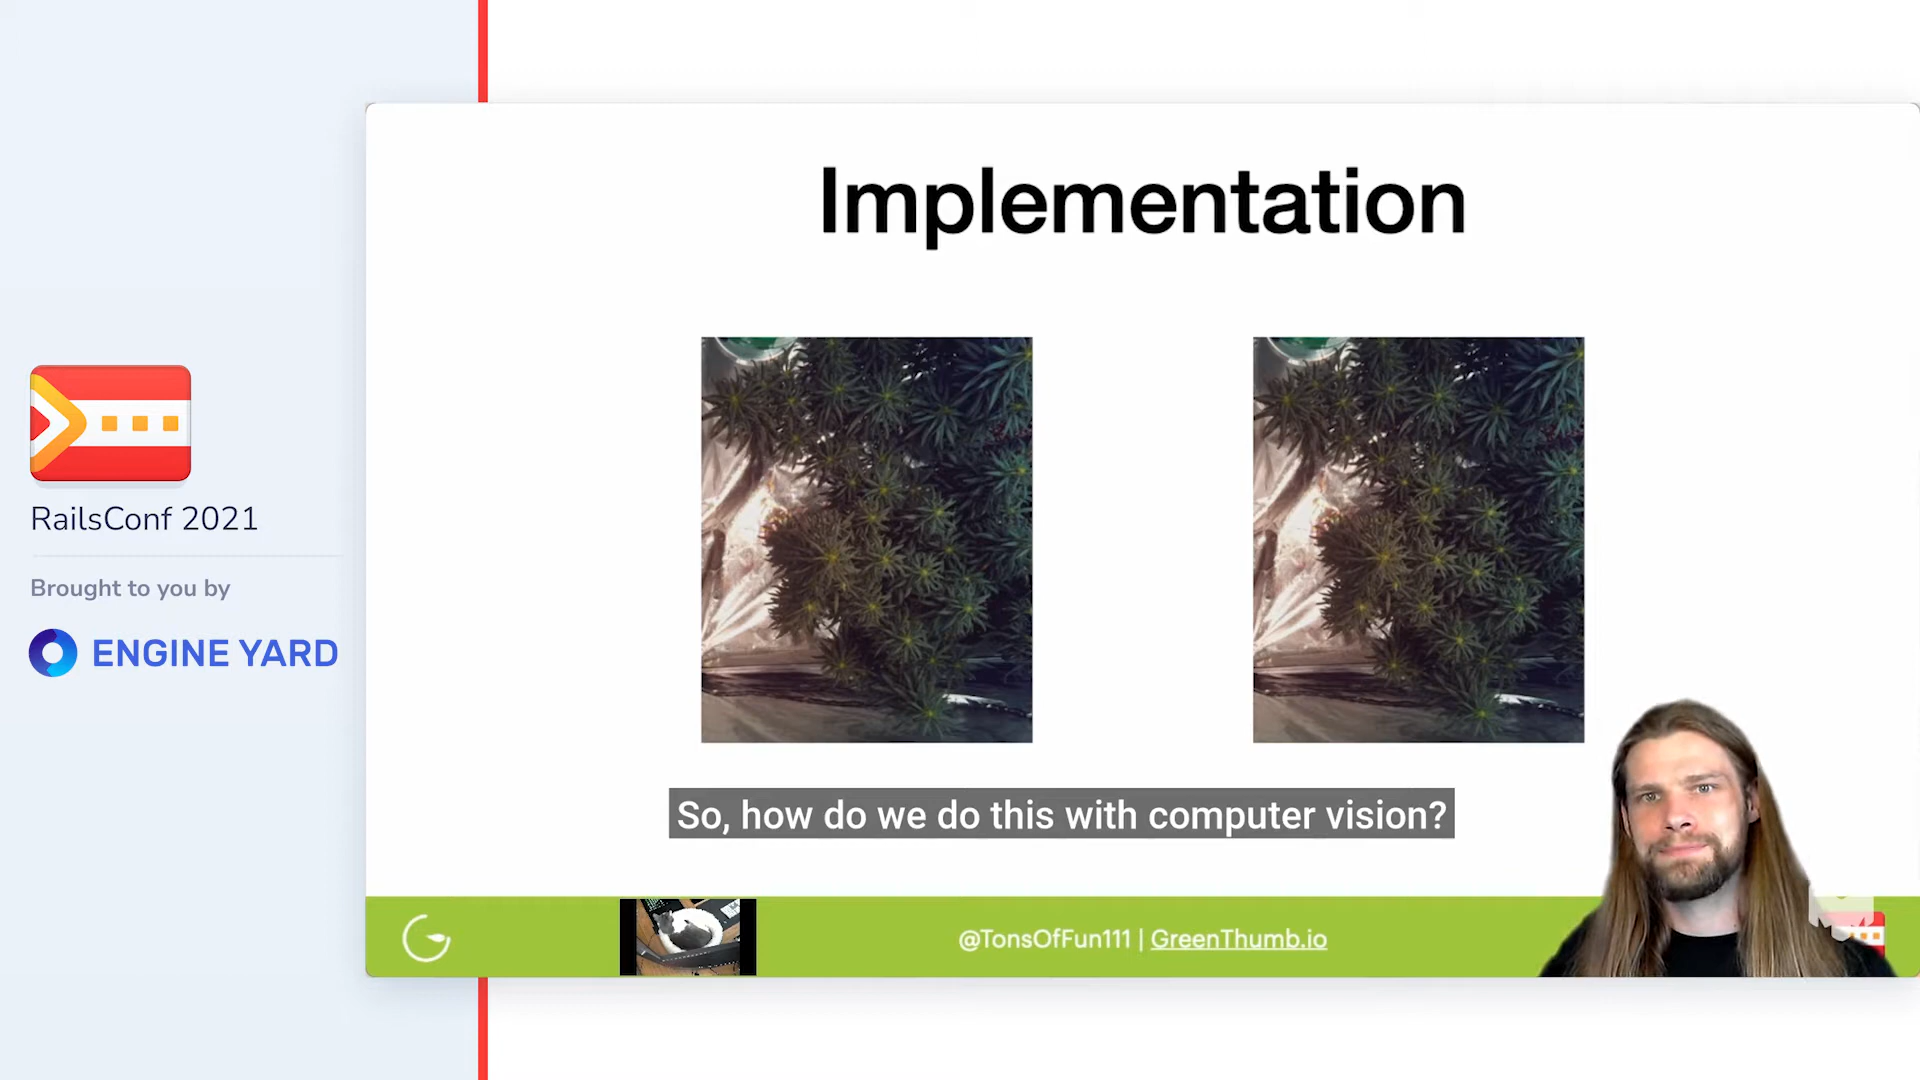 Implementation
RailsConf 2021
Brought to you by
ENGINE YARD
So, how do we do this with computer vision?
@TonsOfFun111 | GreenThumb.io